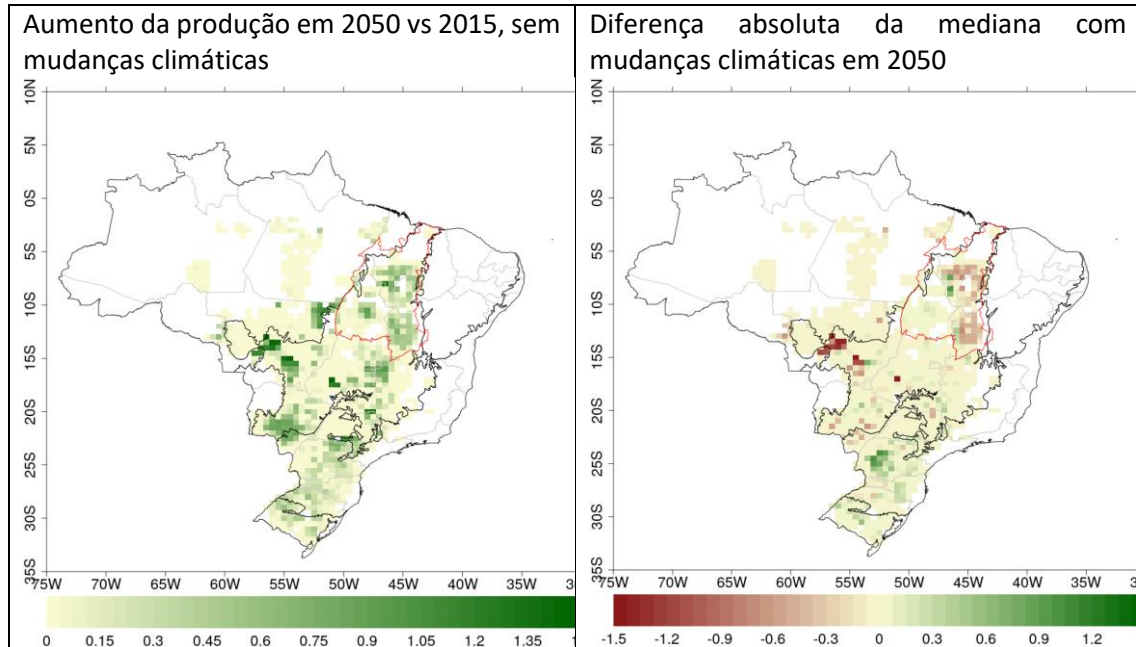 Aumento da produção em 2050 vs 2015, sem
mudanças climáticas
Diferença absoluta da mediana com
mudanças climáticas em 2050
10N
5N
0S
5S
10S
15S
20S
25S
30S
35S
75W 70W 65W 60W 55W 50W 45W 40W 35W
0 0.15 0.3 0.45 0.6 0.75 0.9 1.05 1.2 1.35
10N
5N
0S
5S
10S
15S
20S
25S
30S
35S
75W 70W 65W 60W 55W 50W 45W 40W 35W
-1.5 -1.2 -0.9 -0.6 -0.3 0 0.3 0.6 0.9 1.2